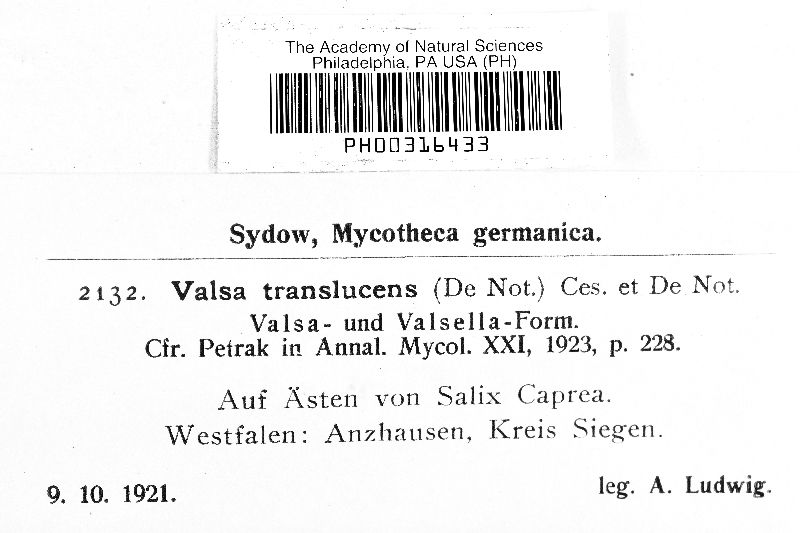 The Academy of Natural Sciences
Philadelphia, PA USA (PH)
PH00316433
Sydow, Mycotheca germanica.
2132. Valsa translucens (De Not.) Ces. et De Not.
Valsa- und Valsella-Form.
Cfr. Petrak in Annal. Mycol. XXI, 1923, p. 228.
Auf Ästen von Salix Caprea.
Westfalen: Anzhausen, Kreis Siegen.
9. 10. 1921. leg. A. Ludwig.